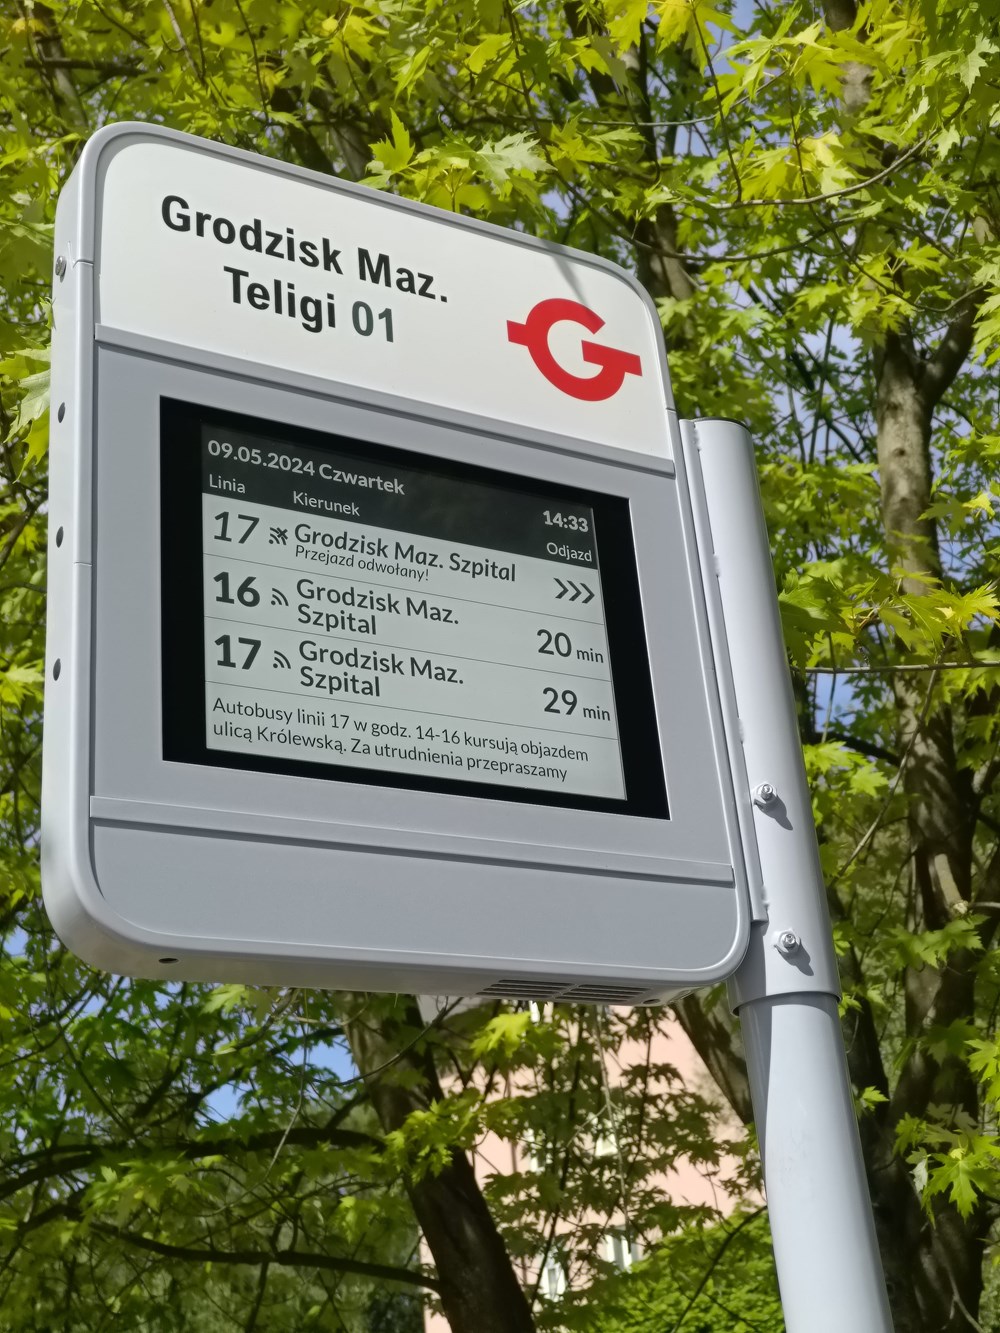 Grodzisk Maz.
Teligi 01
G
09.05.2024 Czwartek
14:33
Linia Kierunek Odjazd
17 Grodzisk Maz. Szpital >>>
Przejazd odwołany!
16 Grodzisk Maz.
Szpital 20 min
17 Grodzisk Maz.
Szpital 29 min
Autobusy linii 17 w godz. 14-16 kursują objazdem
ulicą Królewską. Za utrudnienia przepraszamy